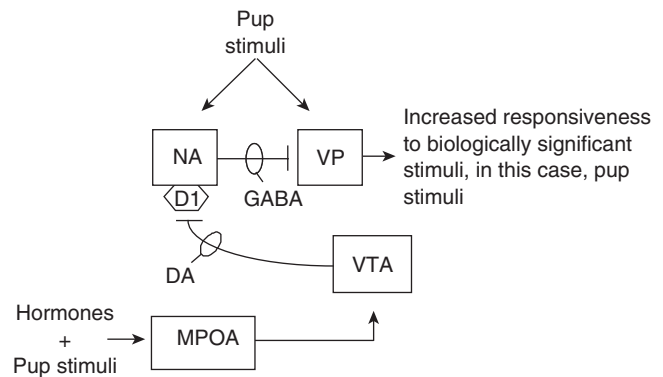 Pup
stimuli
NA
VP
Increased responsiveness
to biologically significant
stimuli, in this case, pup
stimuli
D1
GABA
DA
VTA
Hormones
+
Pup stimuli
MPOA